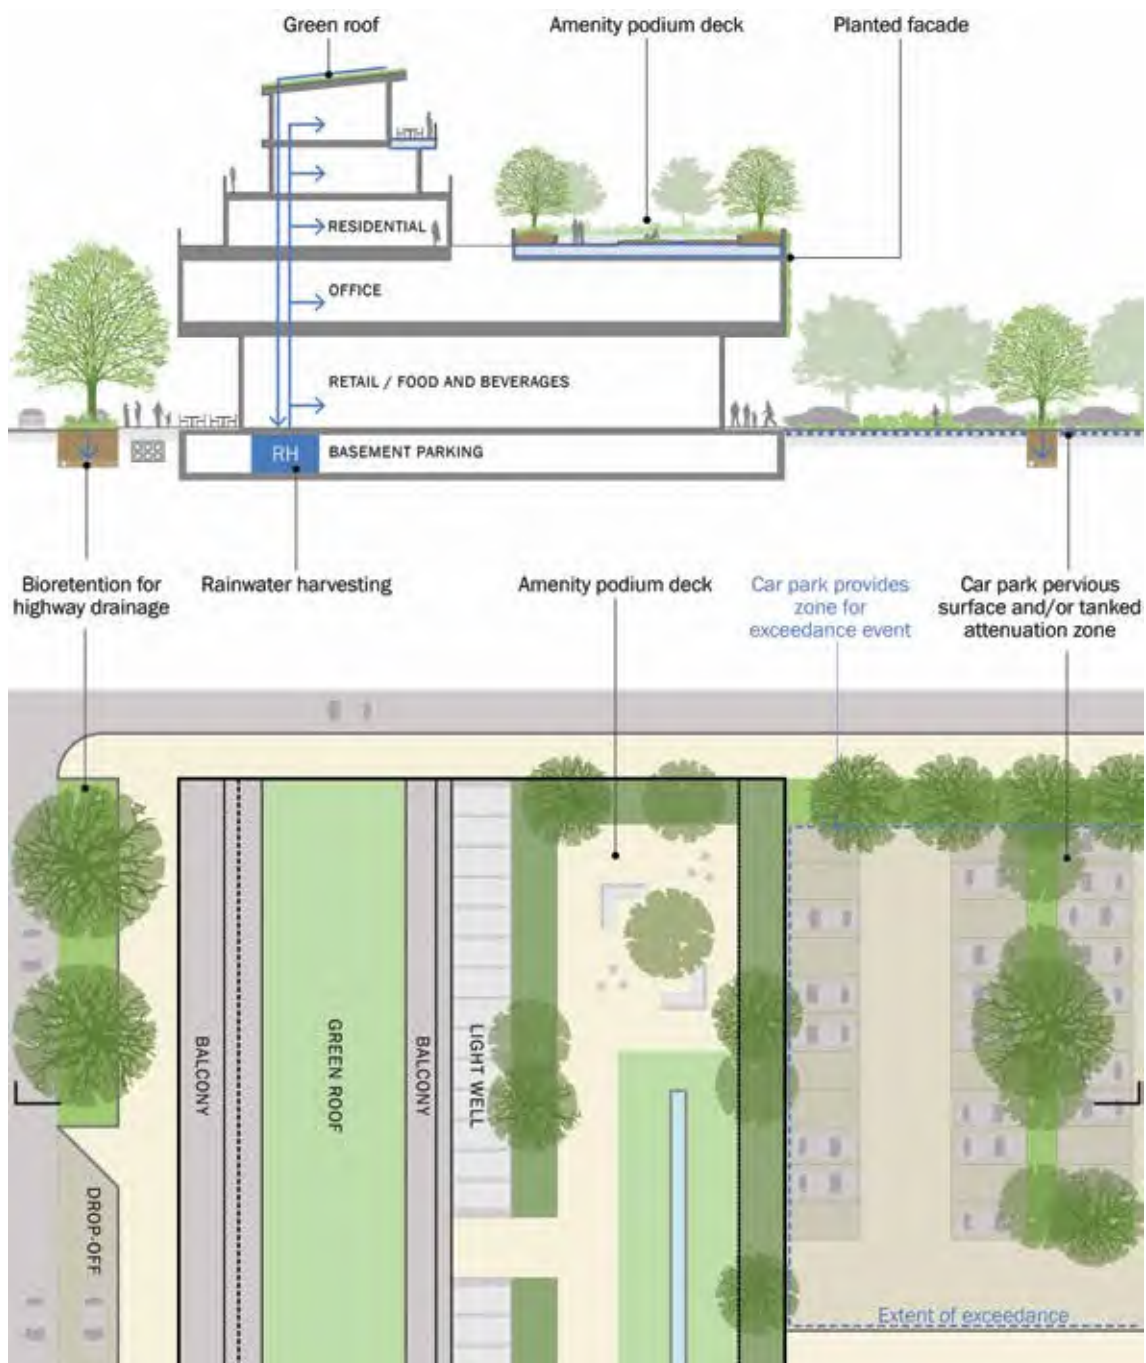 Green roof
Amenity podium deck
Planted facade
RESIDENTIAL
OFFICE
RETAIL / FOOD AND BEVERAGES
RH
BASEMENT PARKING
Bioretention for
highway drainage
Rainwater harvesting
Amenity podium deck
Car park provides
zone for
exceedance event
Car park pervious
surface and/or tanked
attenuation zone
BALCONY
GREEN ROOF
BALCONY
LIGHT WELL
DROP-OFF
Extent of exceedance